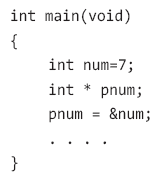 int main(void)
{
int num=7;
int * pnum;
pnum = &num;
. . . .
}